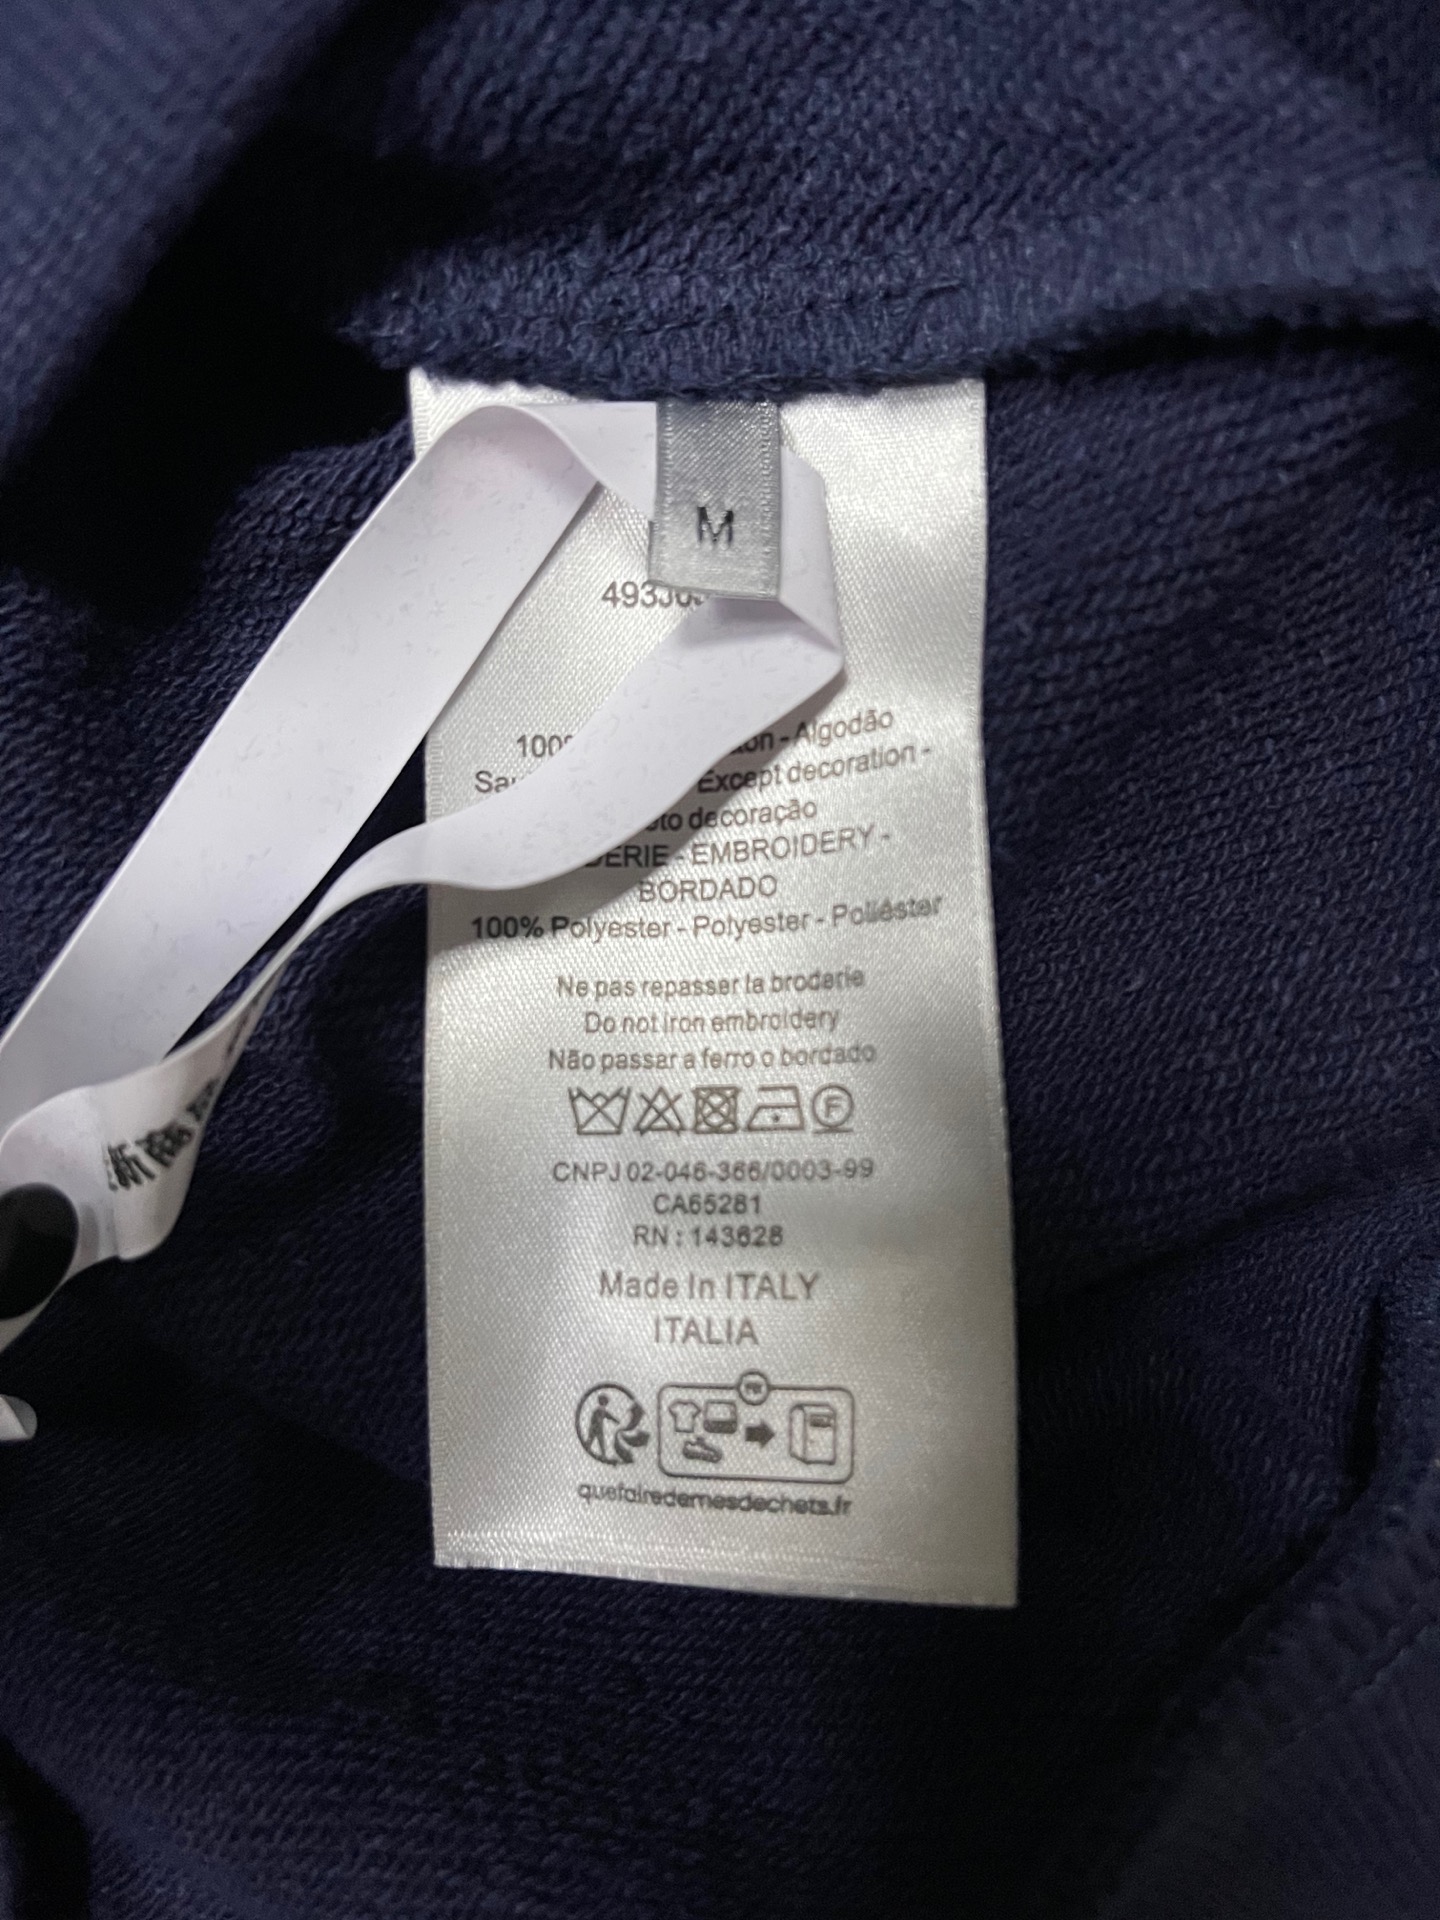 M
100%
on - Algodão
Except decoration -
decoração
EMBROIDERY -
BORDADO
100% Polyester - Polyester - Poliéster
Ne pas repasser la broderie
Do not iron embroidery
Não passar a ferro o bordado
F
CNPJ 02-046-366/0003-99
CA65281
RN : 143628
Made in ITALY
ITALIA
FR
quefairedemesdechets.fr